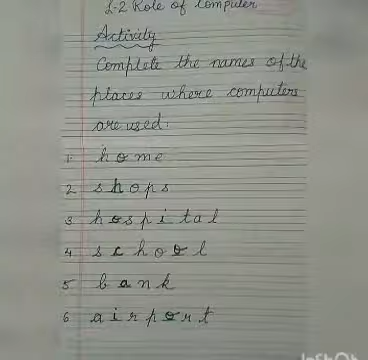 L-2 Role of Computer
Activity
Complete the names of the
places where computers
are used:
1. home
2 shops
3 hospital
4 school
5 bank
6 airport
InShot